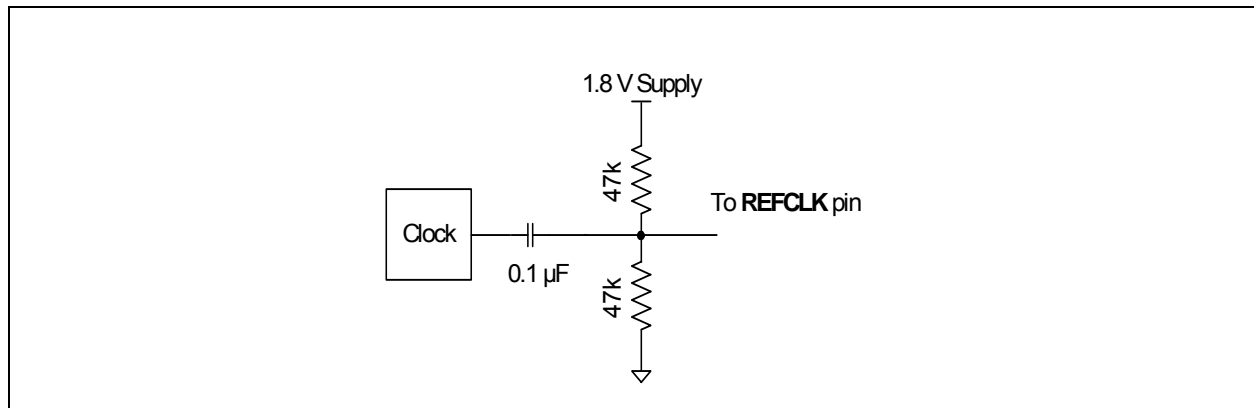 1.8 V Supply
47k
To REFCLK pin
Clock
0.1 µF
47k